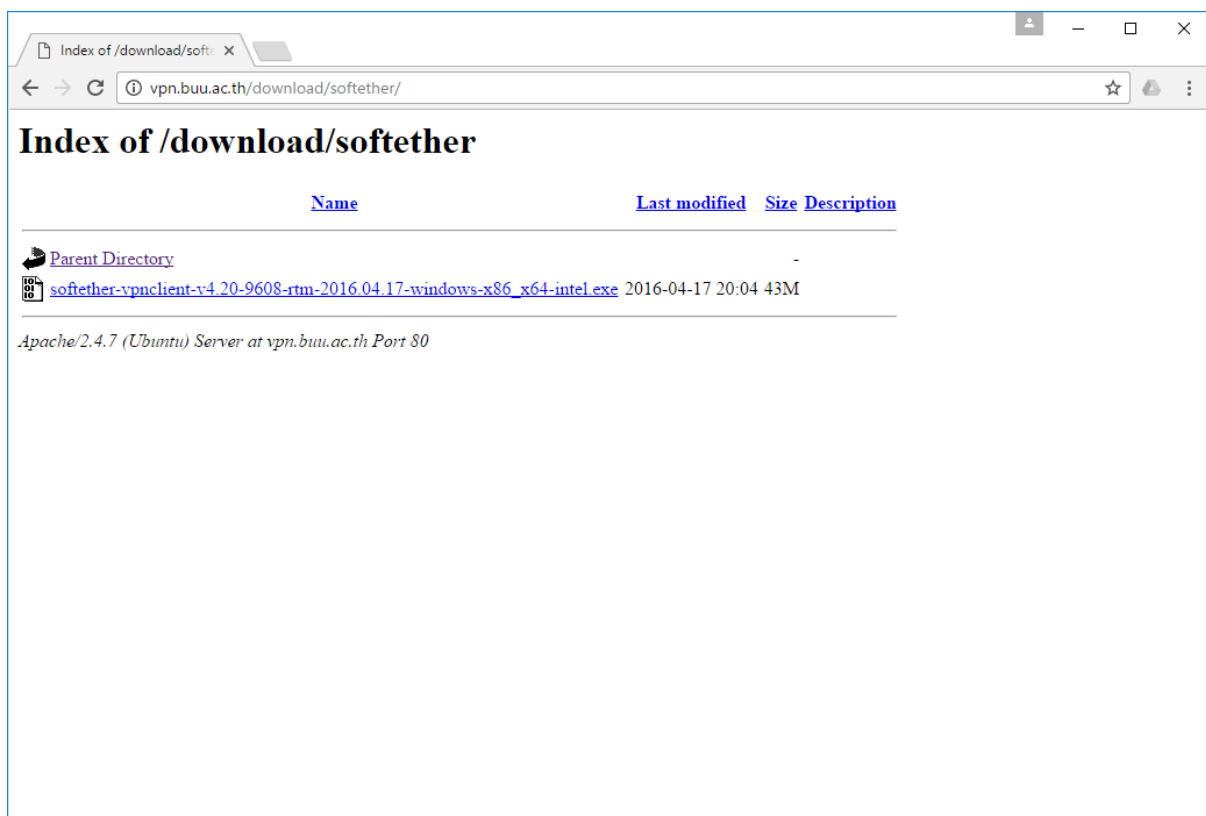 Index of /download/softe
vpn.buu.ac.th/download/softether/
Index of /download/softether
Name Last modified Size Description
Parent Directory -
softether-vpnclient-v4.20-9608-rtm-2016.04.17-windows-x86_x64-intel.exe 2016-04-17 20:04 43M
Apache/2.4.7 (Ubuntu) Server at vpn.buu.ac.th Port 80